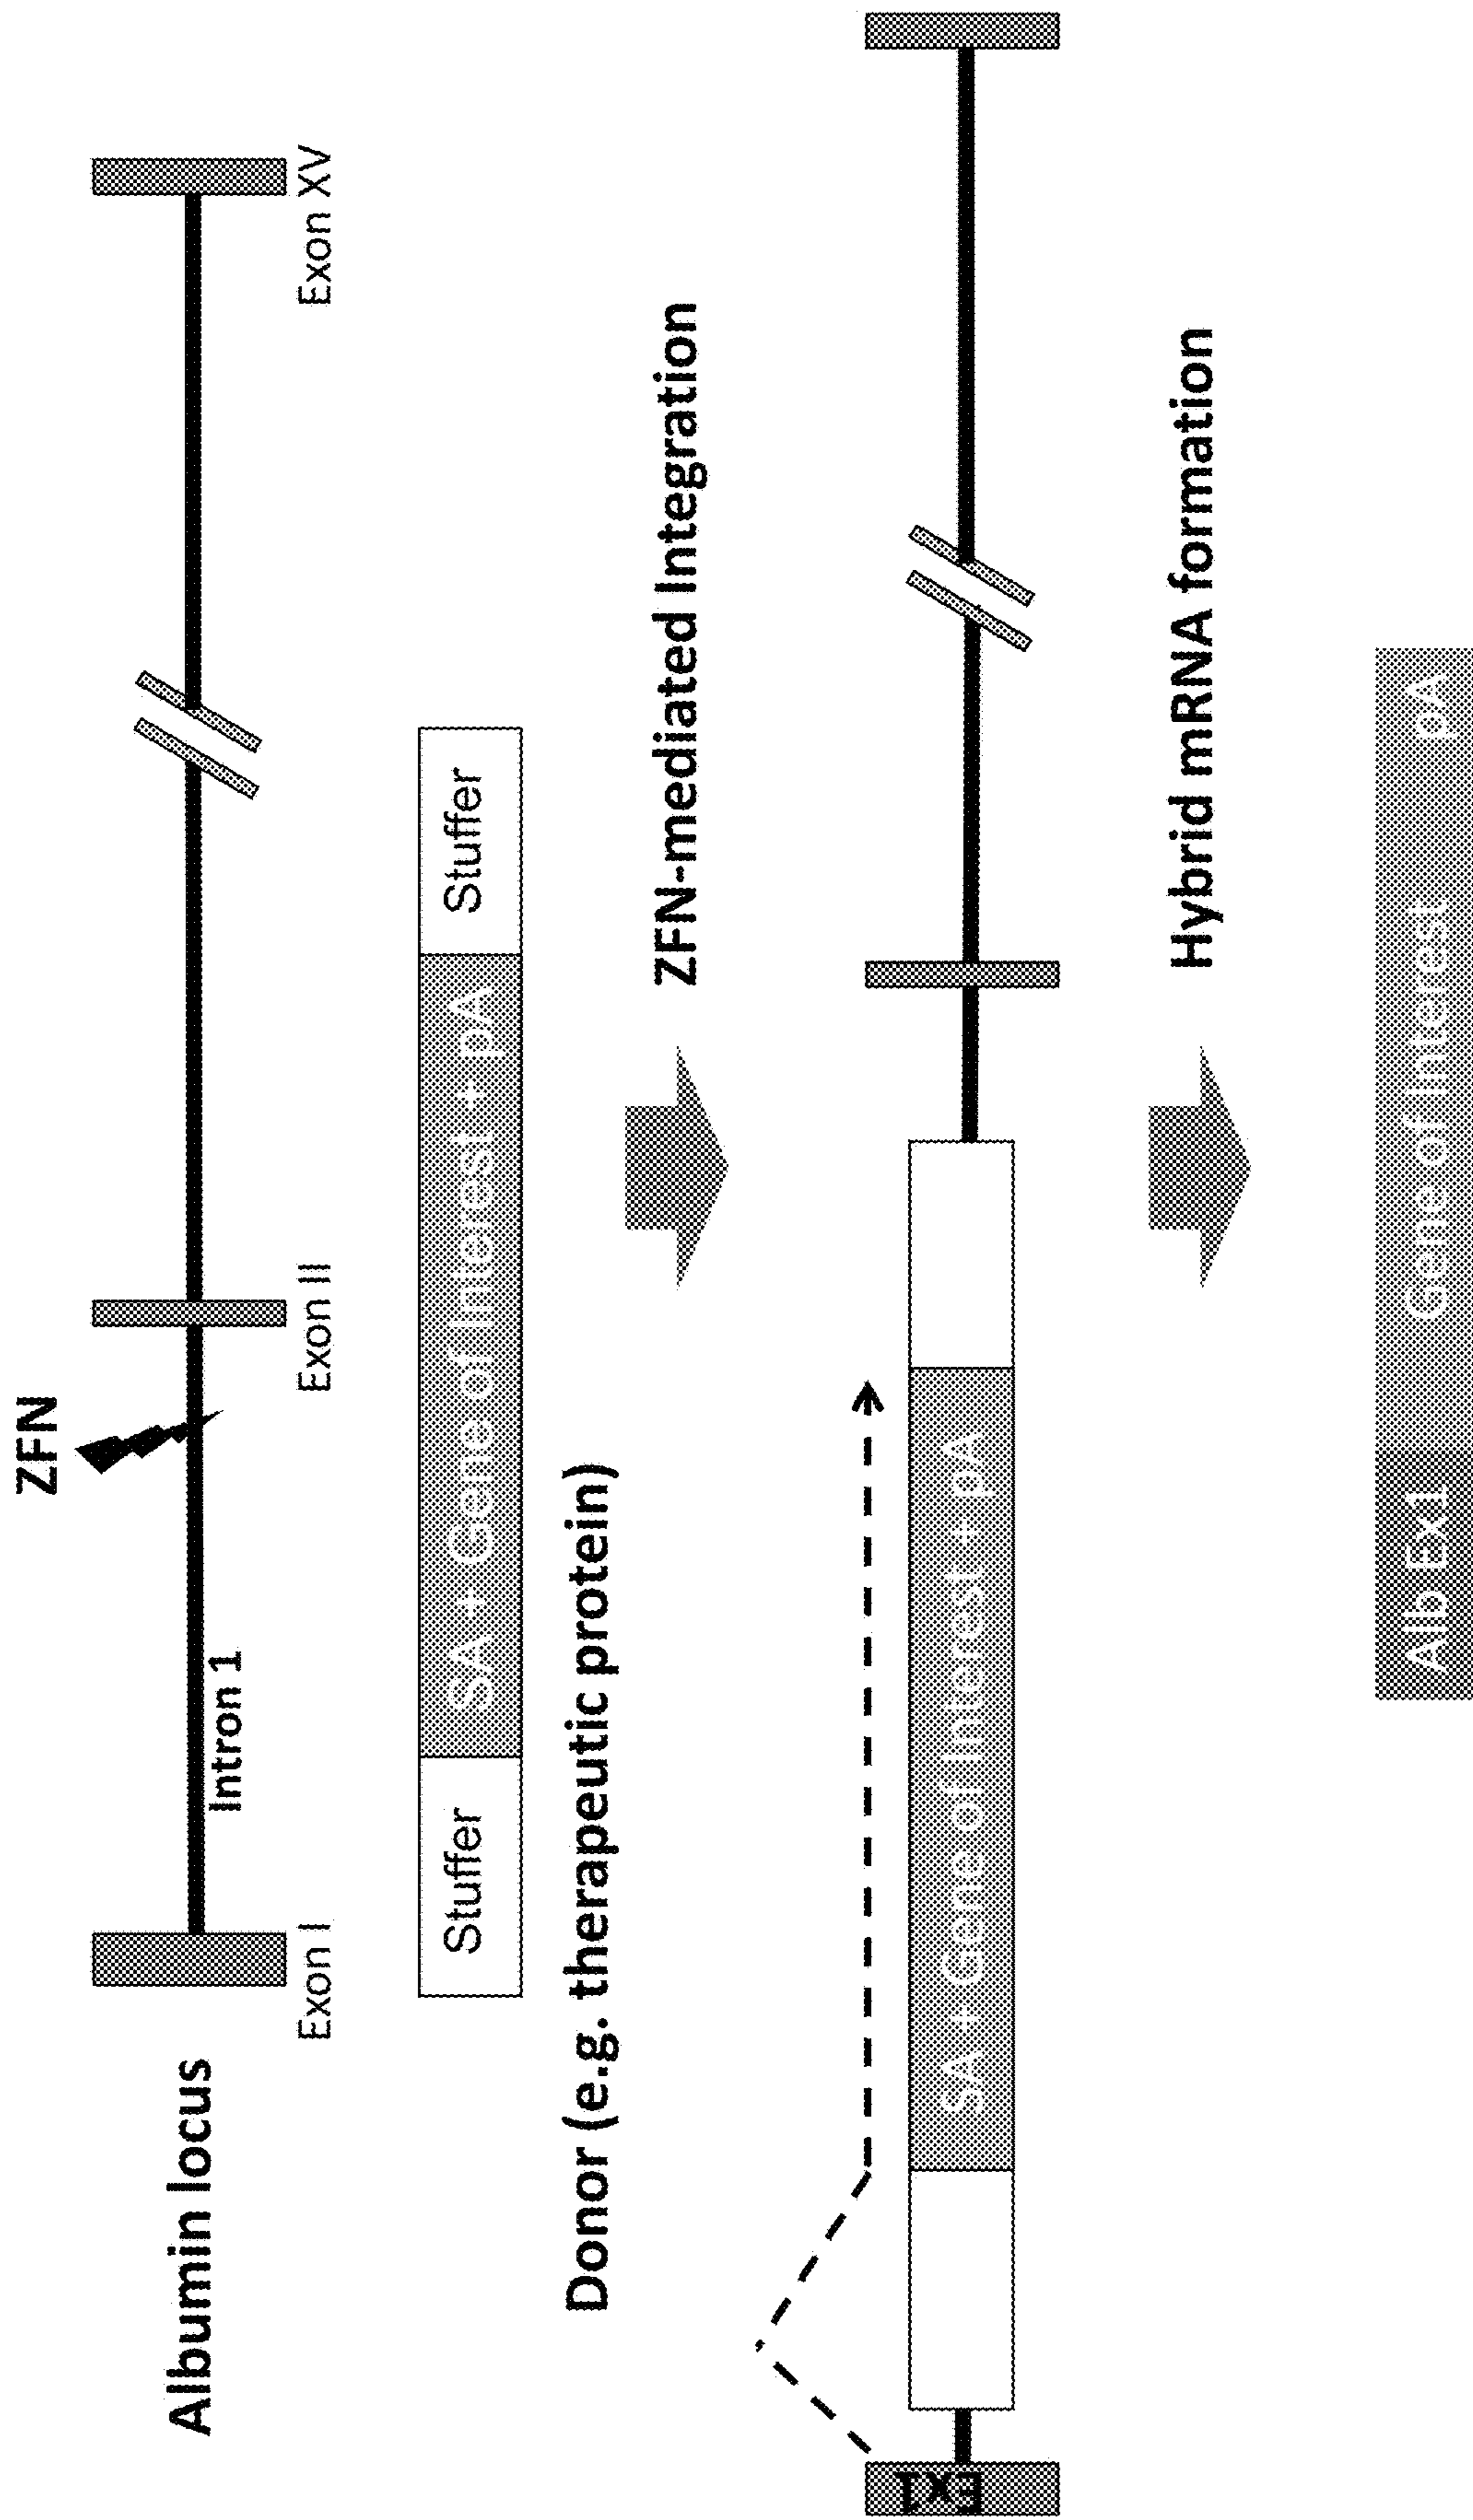 ZFN
Albumin locus
Intron 1
Exon I
Exon II
Exon XV
Stuffer
SA + Gene of Interest + pA
Stuffer
Donor (e.g. therapeutic protein)
ZFN-mediated Integration
Ex1
SA + Gene of Interest + pA
Hybrid mRNA formation
Alb Ex1
Gene of Interest
pA